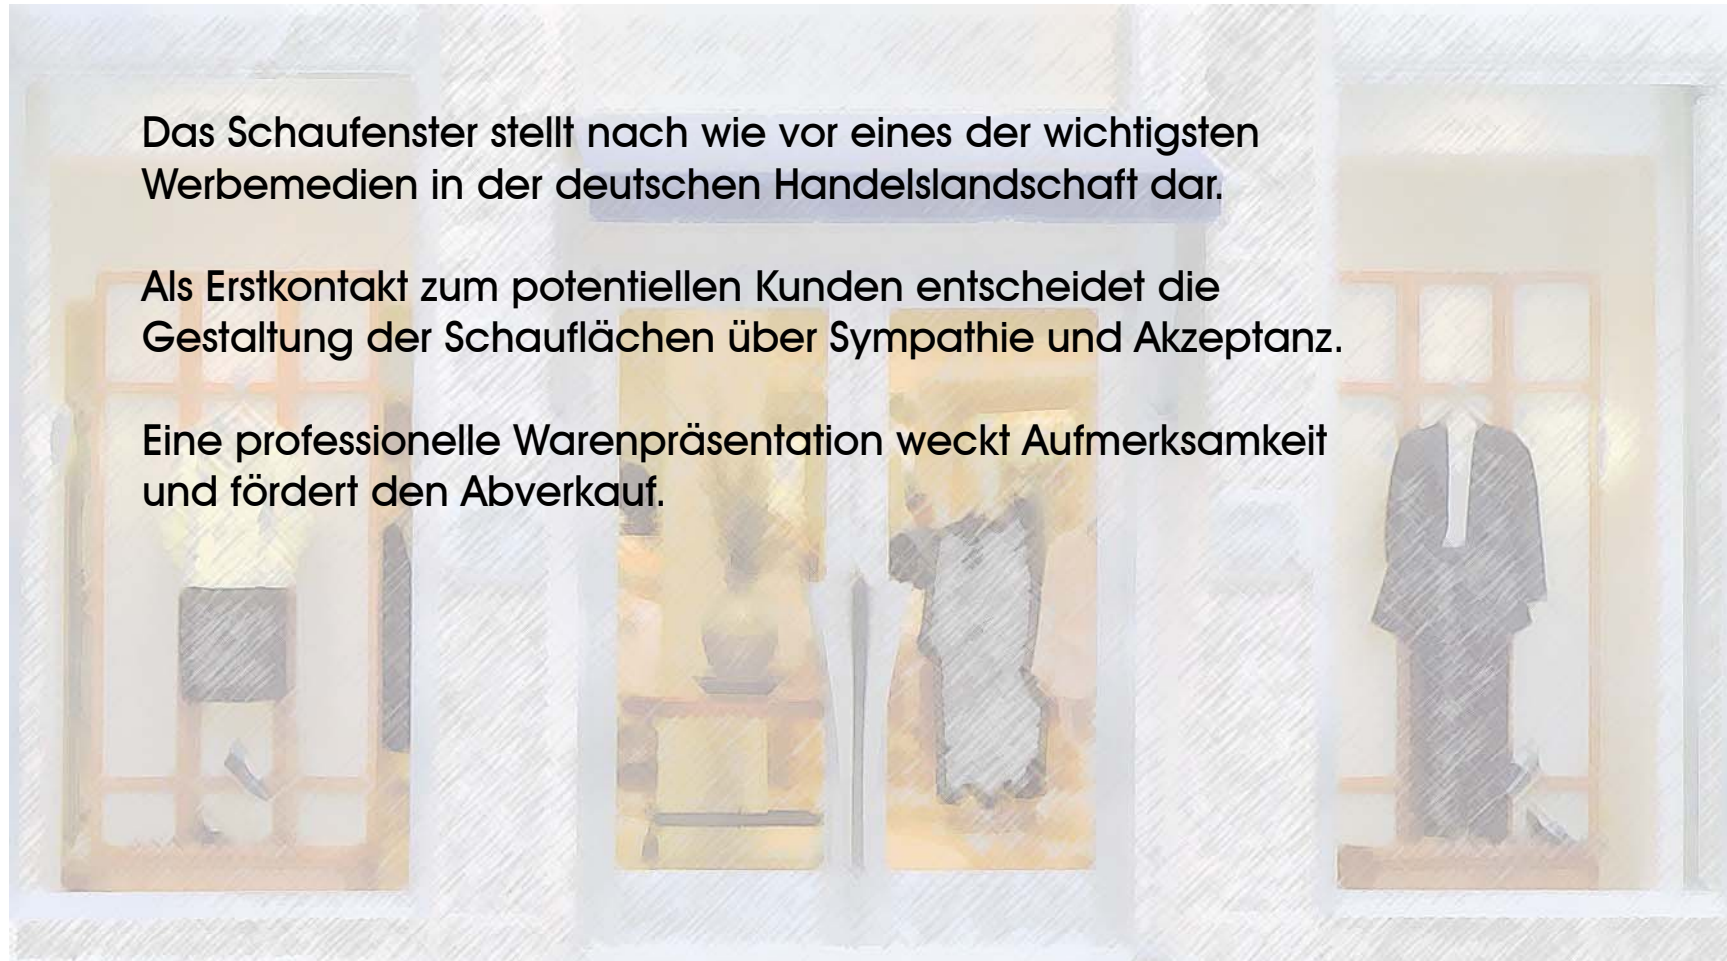 Das Schaufenster stellt nach wie vor eines der wichtigsten
Werbemedien in der deutschen Handelslandschaft dar.
Als Erstkontakt zum potentiellen Kunden entscheidet die
Gestaltung der Schauflächen über Sympathie und Akzeptanz.
Eine professionelle Warenpräsentation weckt Aufmerksamkeit
und fördert den Abverkauf.